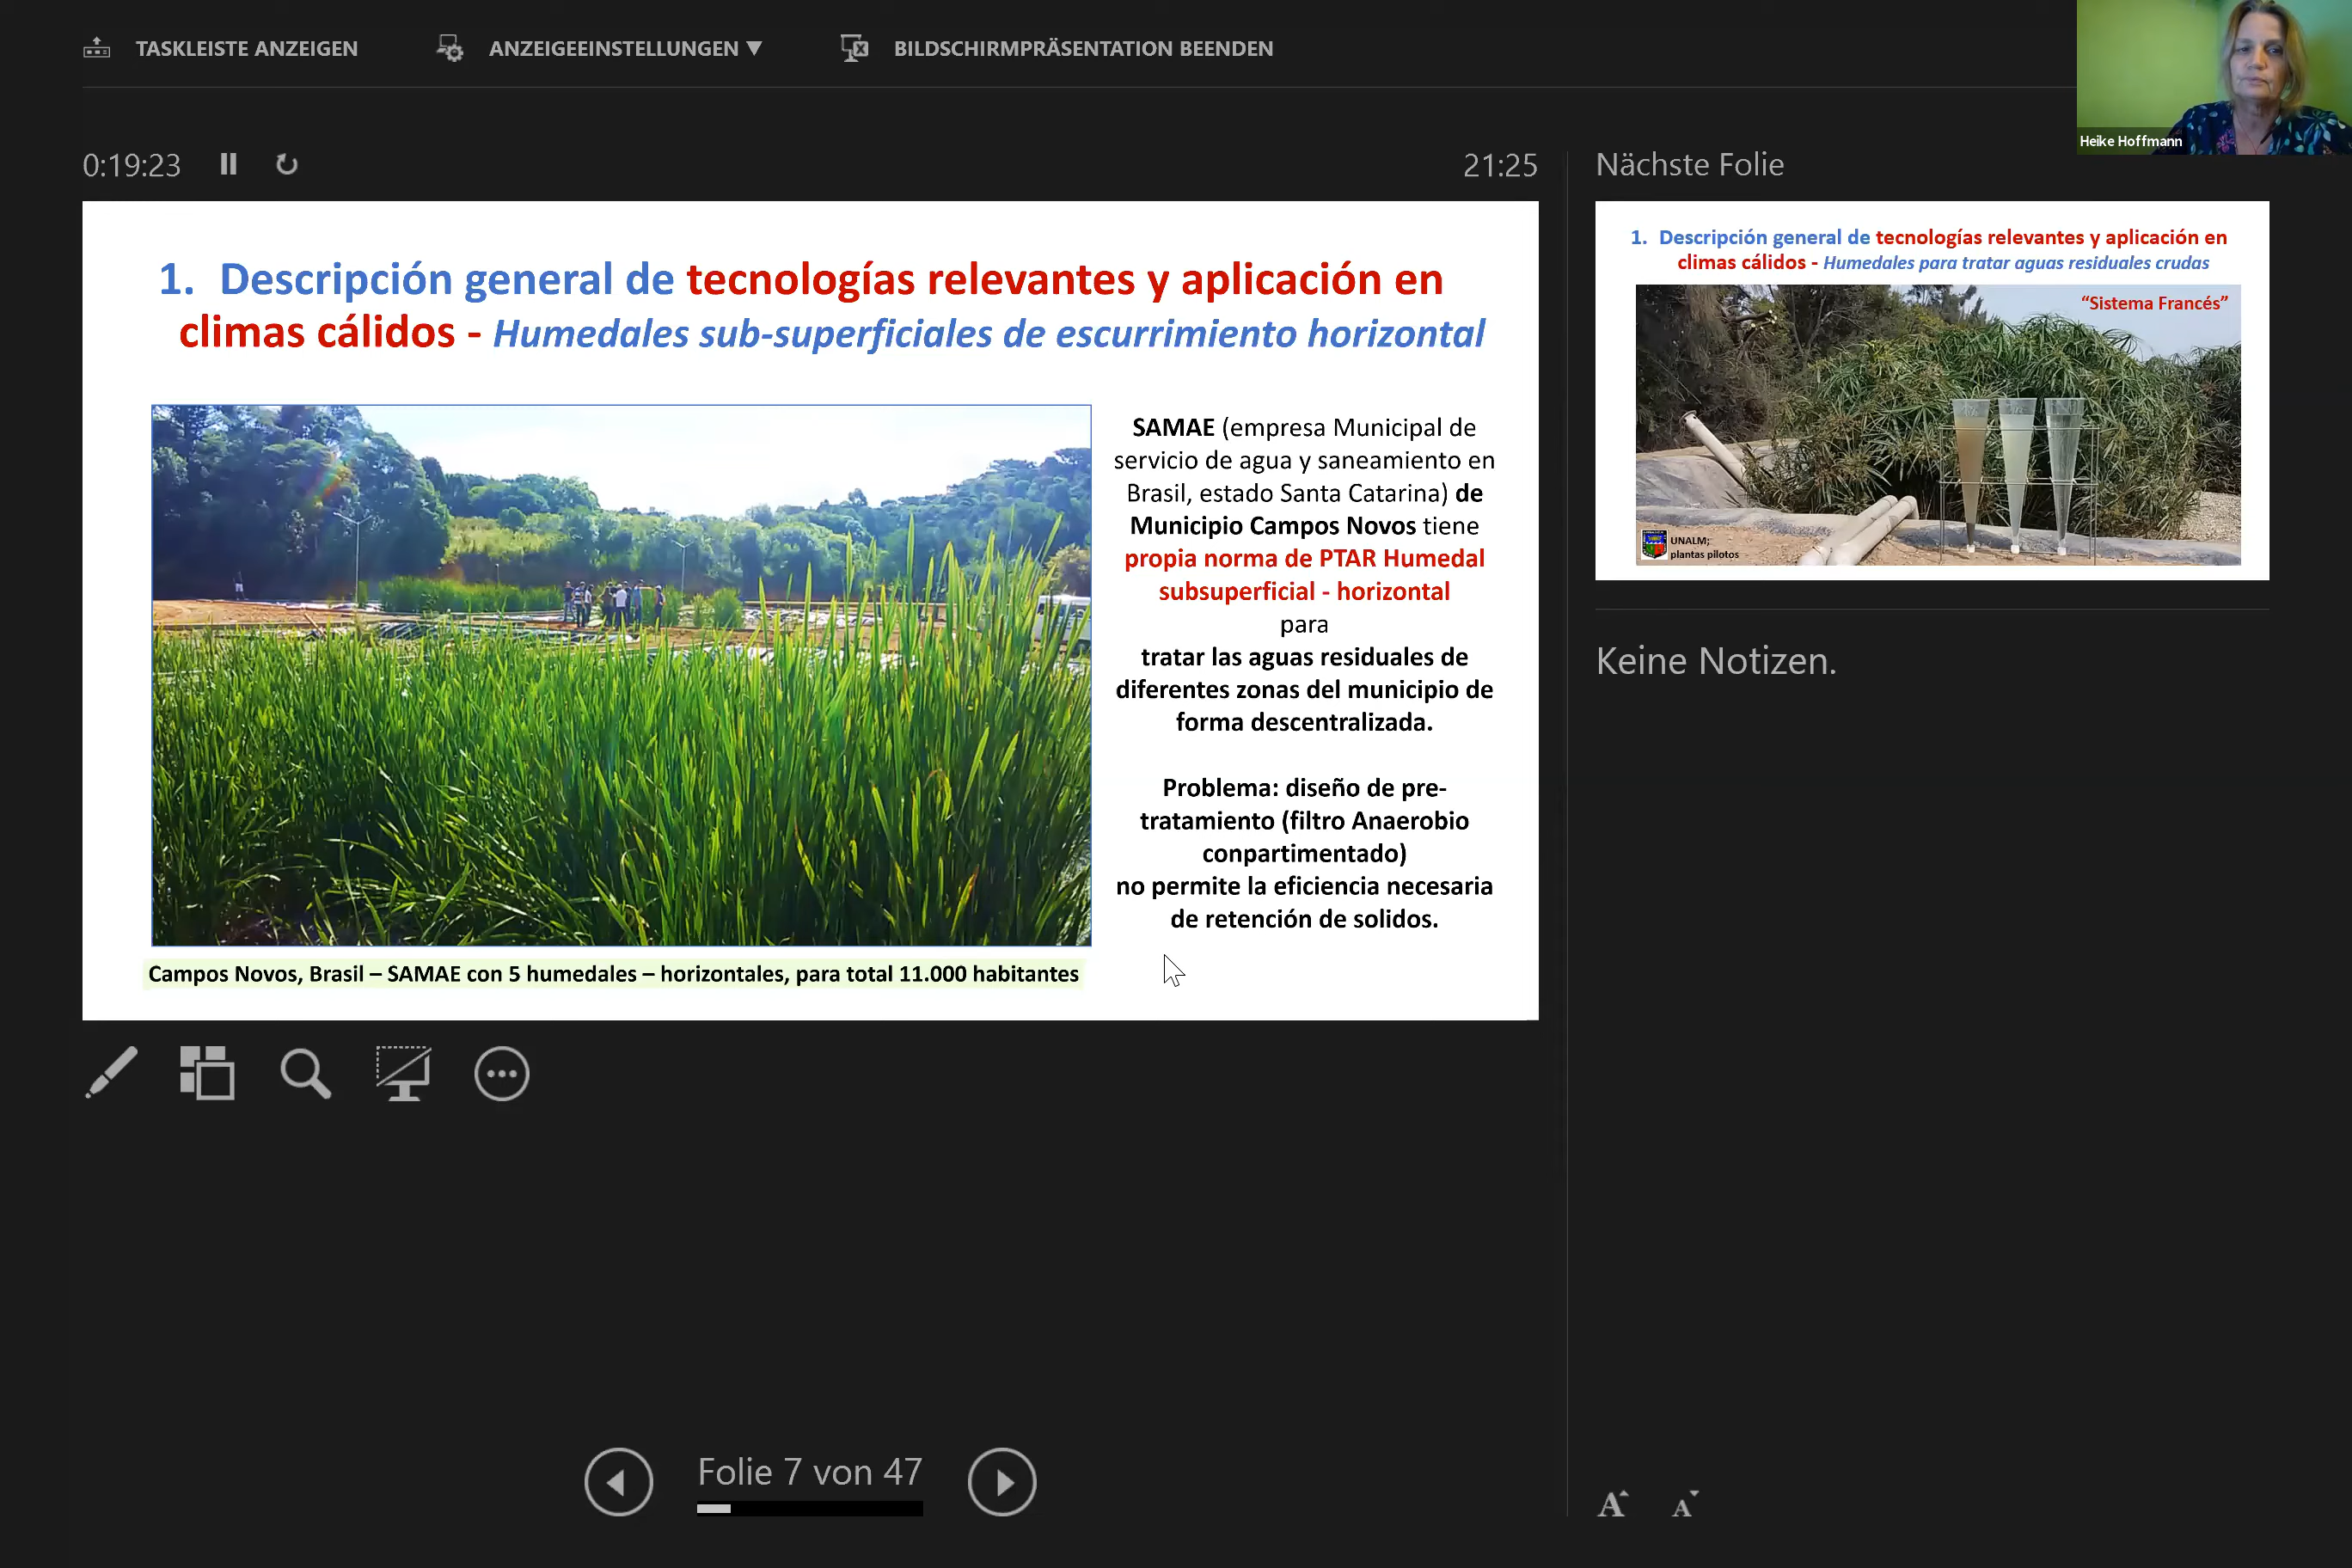 TASKLEISTE ANZEIGEN
ANZEIGEEINSTELLUNGEN ▼
BILDSCHIRMPRÄSENTATION BEENDEN
Heike Hoffmann
0:19:23
21:25
Nächste Folie
1. Descripción general de tecnologías relevantes y aplicación en
climas cálidos - Humedales sub-superficiales de escurrimiento horizontal
SAMAE (empresa Municipal de
servicio de agua y saneamiento en
Brasil, estado Santa Catarina) de
Municipio Campos Novos tiene
propia norma de PTAR Humedal
subsuperficial - horizontal
para
tratar las aguas residuales de
diferentes zonas del municipio de
forma descentralizada.
Problema: diseño de pre-
tratamiento (filtro Anaerobio
conpartimentado)
no permite la eficiencia necesaria
de retención de solidos.
Campos Novos, Brasil – SAMAE con 5 humedales – horizontales, para total 11.000 habitantes
1. Descripción general de tecnologías relevantes y aplicación en
climas cálidos - Humedales para tratar aguas residuales crudas
“Sistema Francés”
UNALM;
plantas pilotos
Keine Notizen.
Folie 7 von 47
A A